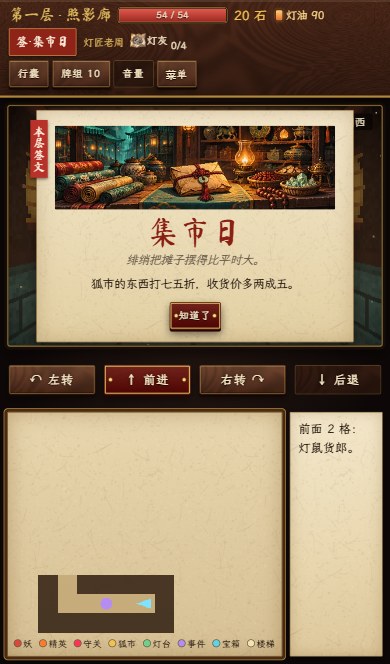 第一层·照影廊 54 / 54 20 石 灯油 90
签·集市日 灯匠老周 灯灰 0/4
行囊 牌组 10 音量 菜单
本层签文
西
集市日
绯绡把摊子摆得比平时大。
狐市的东西打七五折，收货价多两成五。
知道了
↶ 左转 ↑ 前进 右转 ↷ ↓ 后退
前面 2 格：
灯鼠货郎。
妖 精英 守关 狐市 灯台 事件 宝箱 楼梯